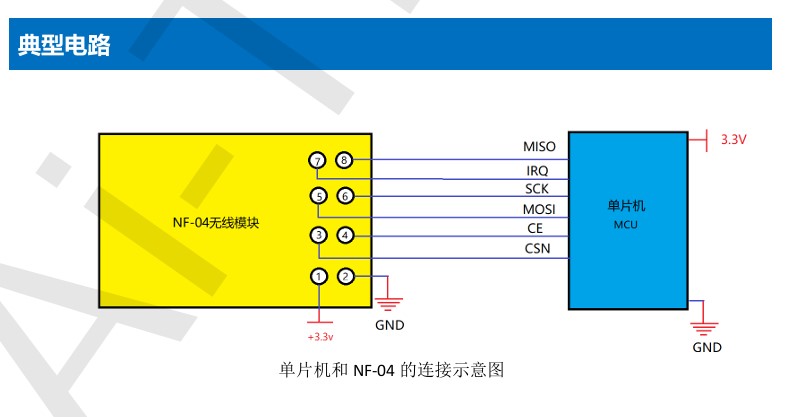 典型电路
MISO
7
8
3.3V
IRQ
SCK
5
6
MOSI
单片机
MCU
NF-04无线模块
CE
3
4
CSN
1
2
GND
+3.3v
GND
单片机和 NF-04 的连接示意图